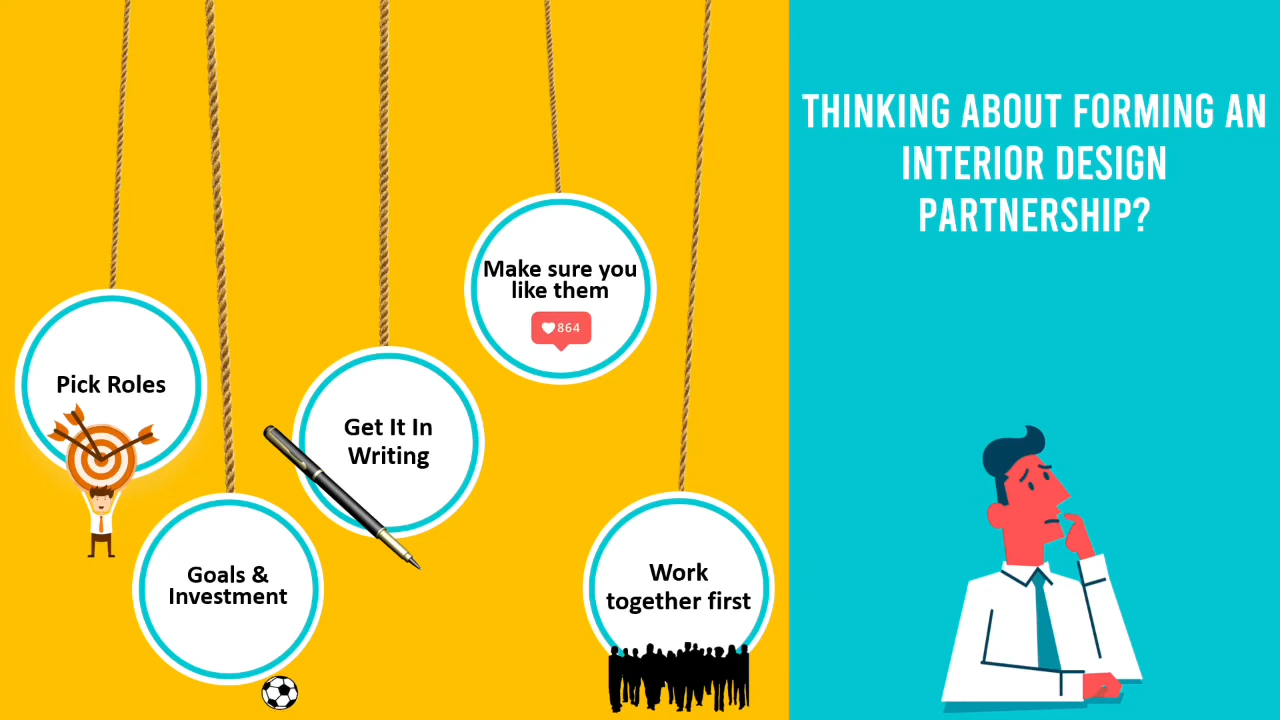 THINKING ABOUT FORMING AN
INTERIOR DESIGN
PARTNERSHIP?
Pick Roles
Goals &
Investment
Get It In
Writing
Make sure you
like them
864
Work
together first